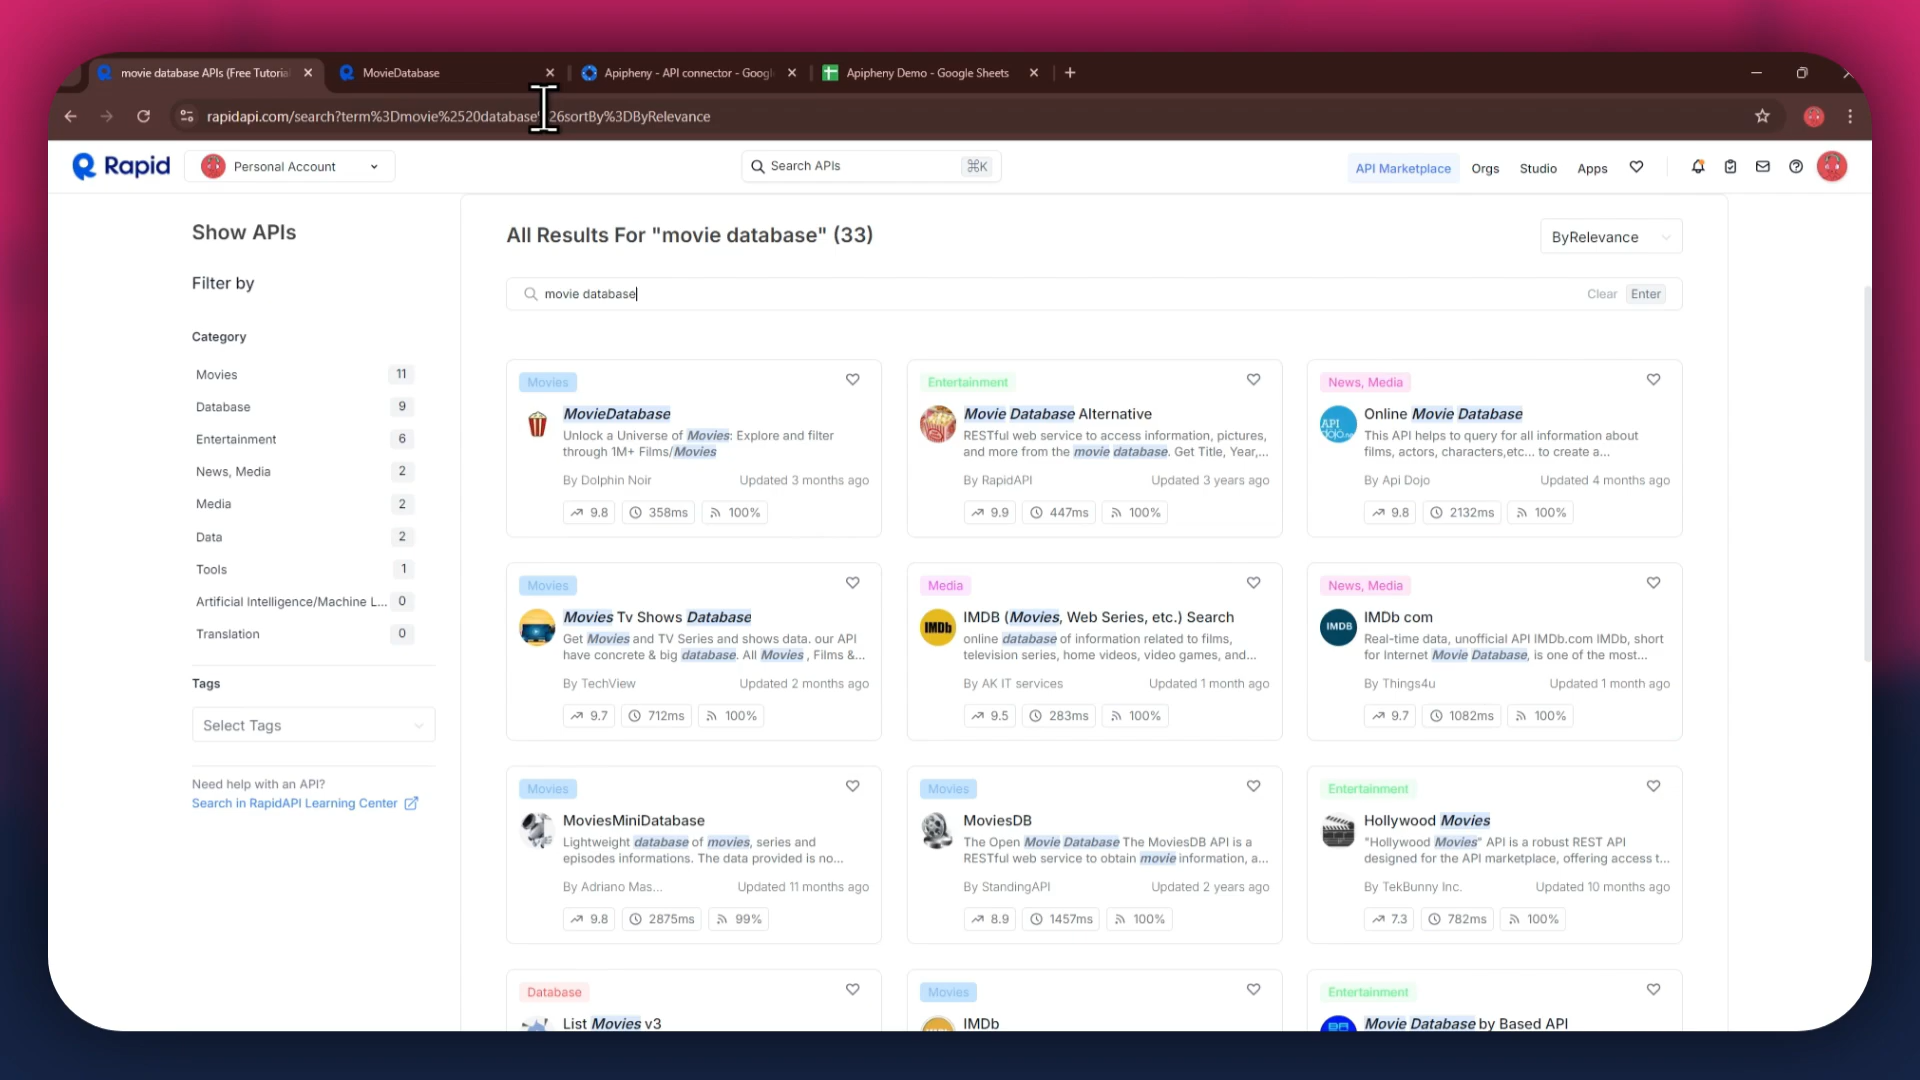 movie database APIs (Free Tutoria
MovieDatabase
Apipheny - API connector - Googl
Apipheny Demo - Google Sheets
rapidapi.com/search?term%3Dmovie%2520database 26sortBy%3DByRelevance
Rapid
Personal Account
Search APIs
⌘K
API Marketplace
Orgs
Studio
Apps
Show APIs
Filter by
Category
Movies 11
Database 9
Entertainment 6
News, Media 2
Media 2
Data 2
Tools 1
Artificial Intelligence/Machine L... 0
Translation 0
Tags
Select Tags
Need help with an API?
Search in RapidAPI Learning Center
All Results For "movie database" (33)
ByRelevance
movie database
Clear
Enter
Movies
MovieDatabase
Unlock a Universe of Movies: Explore and filter
through 1M+ Films/Movies
By Dolphin Noir Updated 3 months ago
9.8 358ms 100%
Entertainment
Movie Database Alternative
RESTful web service to access information, pictures,
and more from the movie database. Get Title, Year,...
By RapidAPI Updated 3 years ago
9.9 447ms 100%
News, Media
API
dojo
Online Movie Database
This API helps to query for all information about
films, actors, characters,etc... to create a...
By Api Dojo Updated 4 months ago
9.8 2132ms 100%
Movies
Movies Tv Shows Database
Get Movies and TV Series and shows data. our API
have concrete & big database. All Movies , Films &...
By TechView Updated 2 months ago
9.7 712ms 100%
Media
IMDb
IMDB (Movies, Web Series, etc.) Search
online database of information related to films,
television series, home videos, video games, and...
By AK IT services Updated 1 month ago
9.5 283ms 100%
News, Media
IMDB
IMDb com
Real-time data, unofficial API IMDb.com IMDb, short
for Internet Movie Database, is one of the most...
By Things4u Updated 1 month ago
9.7 1082ms 100%
Movies
MoviesMiniDatabase
Lightweight database of movies, series and
episodes informations. The data provided is no...
By Adriano Mas... Updated 11 months ago
9.8 2875ms 99%
Movies
MoviesDB
The Open Movie Database The MoviesDB API is a
RESTful web service to obtain movie information, a...
By StandingAPI Updated 2 years ago
8.9 1457ms 100%
Entertainment
Hollywood Movies
"Hollywood Movies" API is a robust REST API
designed for the API marketplace, offering access t...
By TekBunny Inc. Updated 10 months ago
7.3 782ms 100%
Database
List Movies v3
Movies
IMDb
Entertainment
Movie Database by Based API